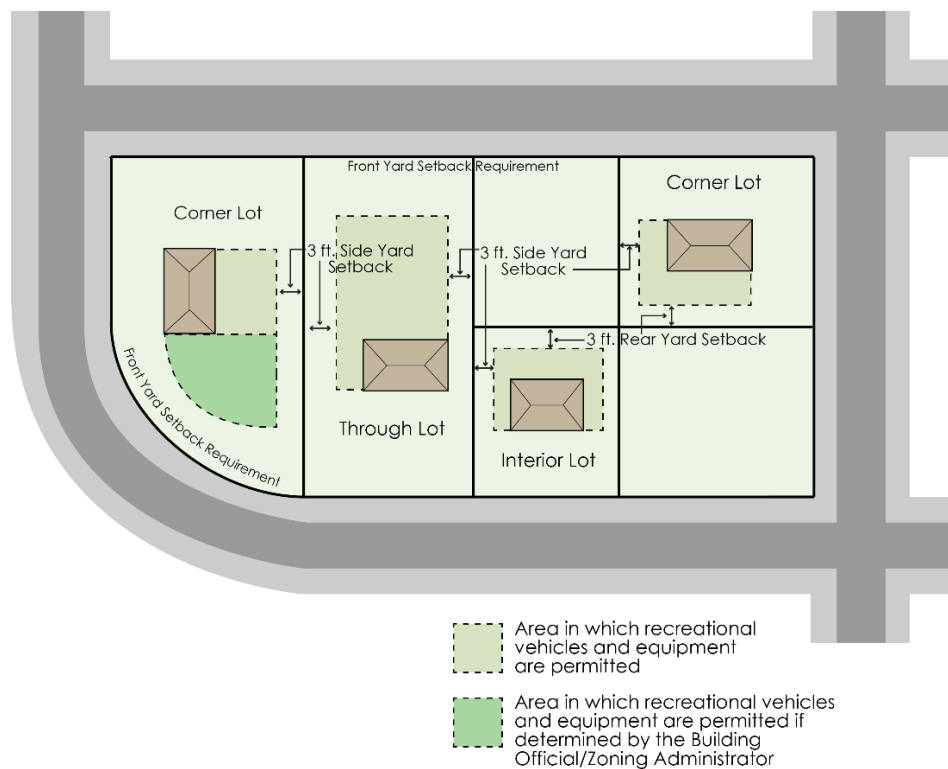 Front Yard Setback Requirement
Corner Lot
Corner Lot
3 ft. Side Yard
Setback
3 ft. Side Yard
Setback
3 ft. Rear Yard Setback
Front Yard Setback Requirement
Through Lot
Interior Lot
Area in which recreational
vehicles and equipment
are permitted
Area in which recreational vehicles
and equipment are permitted if
determined by the Building
Official/Zoning Administrator